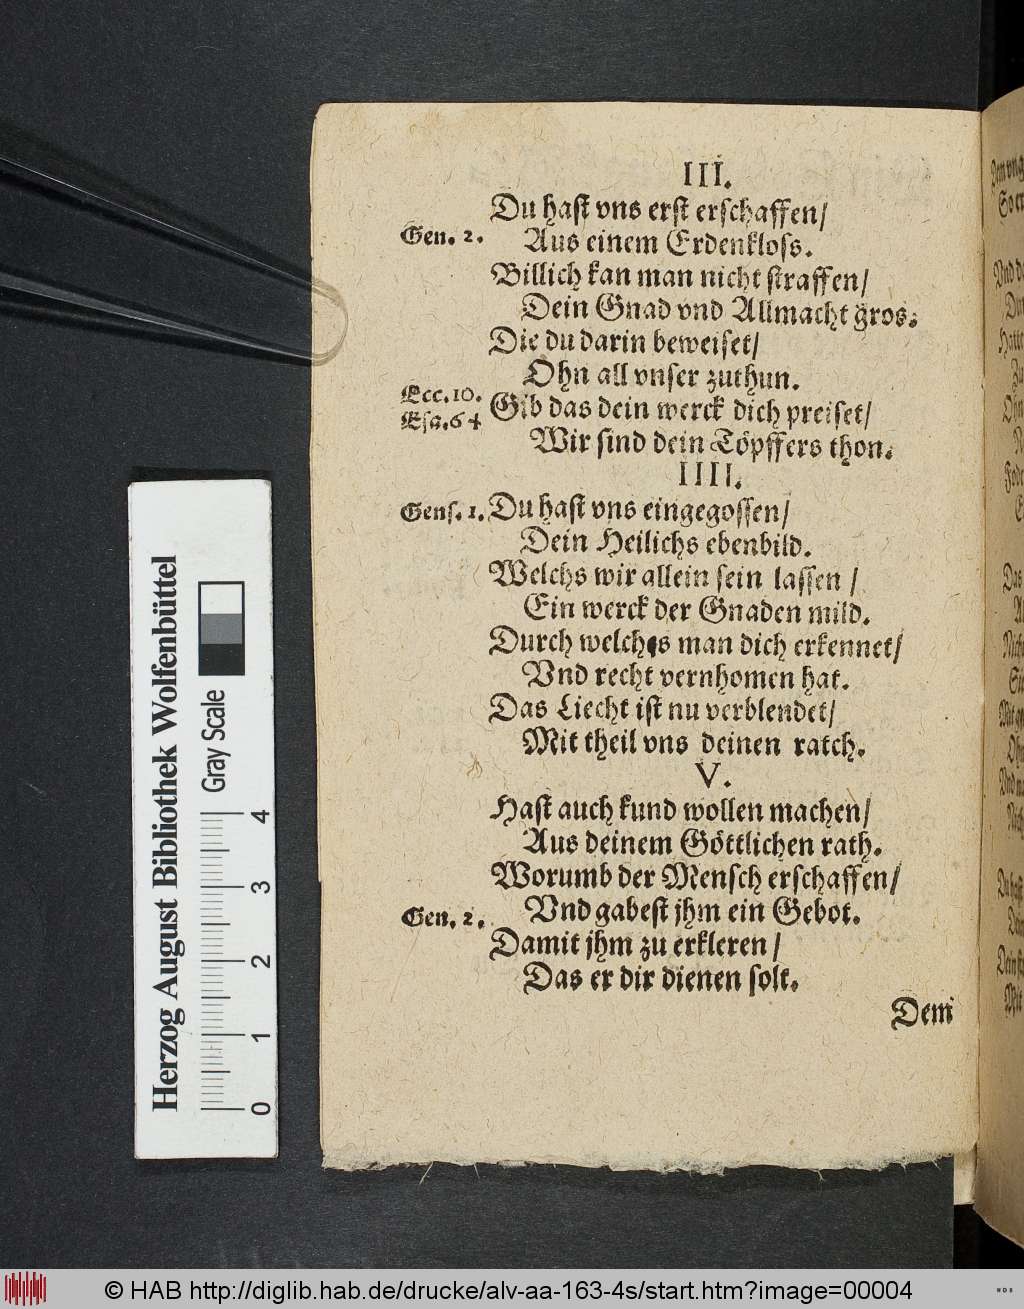 III.
Du haſt vns erſt erſchaffen/
Gen. 2. Aus einem Erdenkloſs.
Billich kan man nicht ſtraffen/
Dein Gnad vnd Allmacht gros.
Die du darin beweiſet/
Ohn all vnſer zuthun.
Ecc. 10.
Eſa. 64 Gib das dein werck dich preiſet/
Wir ſind dein Töpffers thon.
IIII.
Genſ. 1. Du haſt vns eingegoſſen/
Dein Heilichs ebenbild.
Welchs wir allein ſein laſſen /
Ein werck der Gnaden mild.
Durch welches man dich erkennet/
Vnd recht vernhomen hat.
Das Liecht iſt nu verblendet/
Mit theil vns deinen ratch.
V.
Haſt auch kund wollen machen/
Aus deinem Göttlichen rath.
Worumb der Menſch erſchaffen/
Gen. 2. Vnd gabeſt jhm ein Gebot.
Damit jhm zu erkleren /
Das er dir dienen ſolt.
Dem
Herzog August Bibliothek Wolfenbüttel
Gray Scale
0 1 2 3 4
© HAB http://diglib.hab.de/drucke/alv-aa-163-4s/start.htm?image=00004